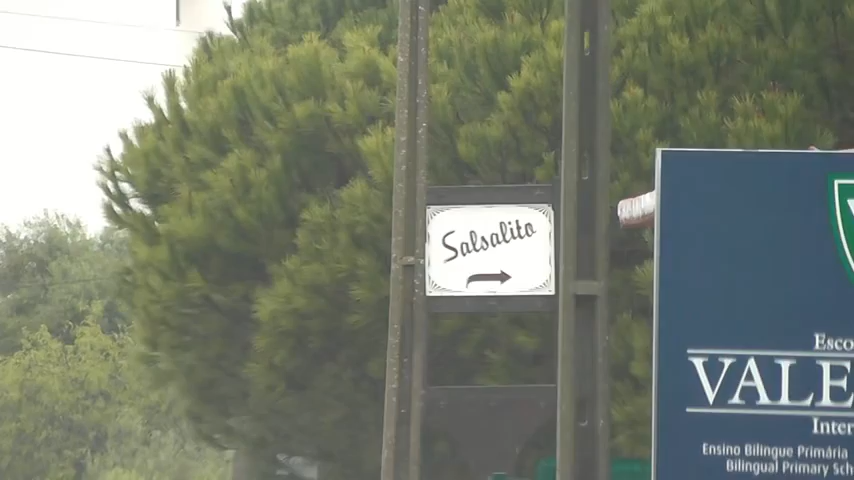 Salsalito
Esco
VALE
Inter
Ensino Bilingue Primária
Bilingual Primary Sch